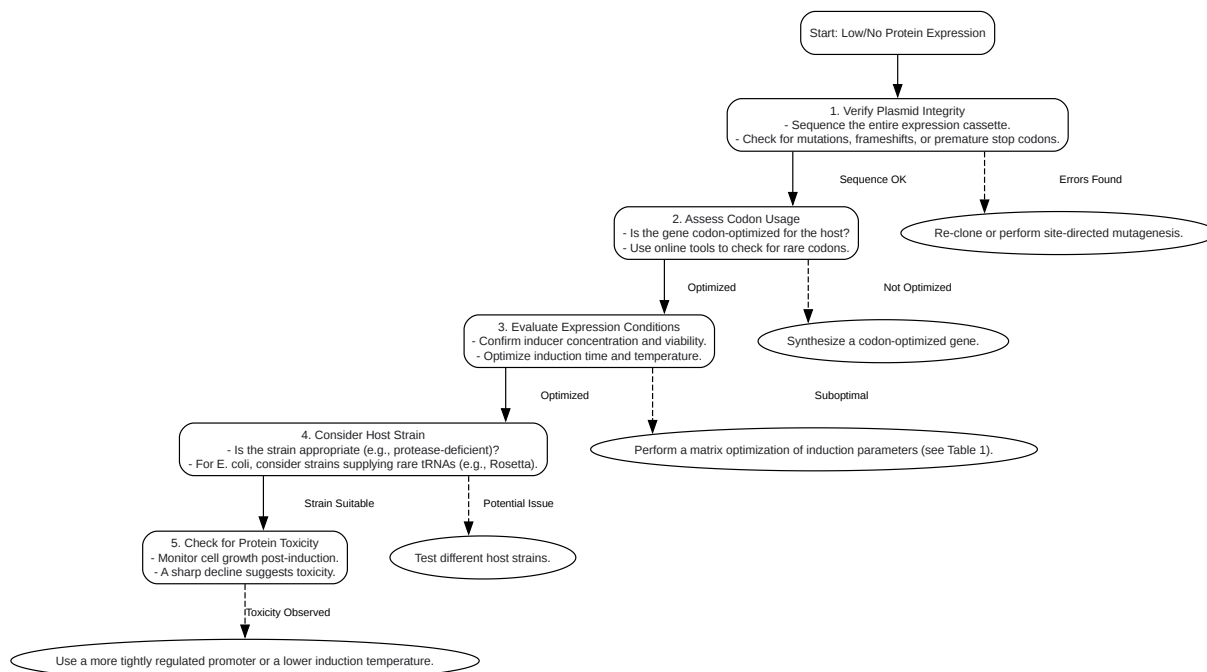 Start: Low/No Protein Expression
1. Verify Plasmid Integrity
- Sequence the entire expression cassette.
- Check for mutations, frameshifts, or premature stop codons.
Sequence OK
Errors Found
2. Assess Codon Usage
- Is the gene codon-optimized for the host?
- Use online tools to check for rare codons.
Re-clone or perform site-directed mutagenesis.
Optimized
Not Optimized
3. Evaluate Expression Conditions
- Confirm inducer concentration and viability.
- Optimize induction time and temperature.
Synthesize a codon-optimized gene.
Optimized
Suboptimal
4. Consider Host Strain
- Is the strain appropriate (e.g., protease-deficient)?
- For E. coli, consider strains supplying rare tRNAs (e.g., Rosetta).
Perform a matrix optimization of induction parameters (see Table 1).
Strain Suitable
Potential Issue
5. Check for Protein Toxicity
- Monitor cell growth post-induction.
- A sharp decline suggests toxicity.
Test different host strains.
Toxicity Observed
Use a more tightly regulated promoter or a lower induction temperature.